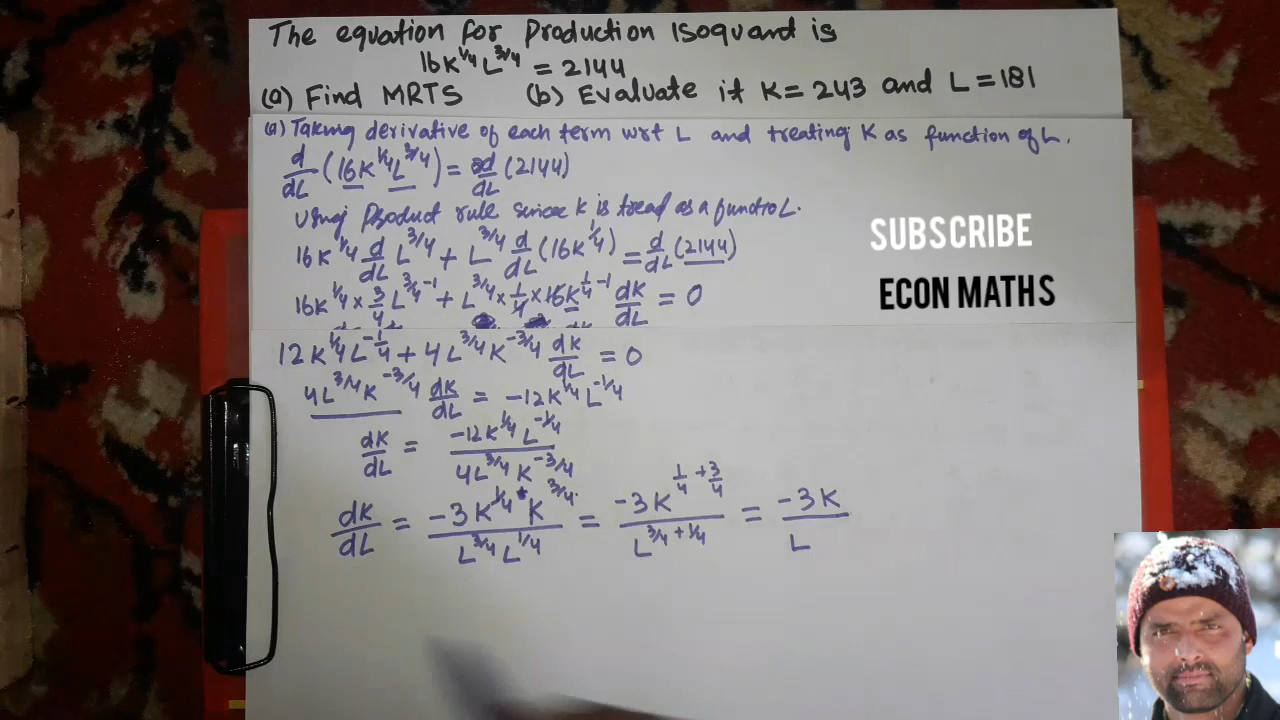 The equation for Production Isoquand is
16K^1/4 L^3/4 = 2144
(a) Find MRTS (b) Evaluate it K = 243 and L = 181
(a) Taking derivative of each term wrt L and treating K as function of L.
d/dL (16K^1/4 L^3/4) = d/dL (2144)
Using Product rule since K is tread as a functio L.
16K^1/4 d/dL L^3/4 + L^3/4 d/dL (16K^1/4) = d/dL (2144)
16K^1/4 × 3/4 L^3/4-1 + L^3/4 × 1/4 × 16K^1/4-1 dK/dL = 0
12K^1/4 L^-1/4 + 4L^3/4 K^-3/4 dK/dL = 0
4L^3/4 K^-3/4 dK/dL = -12K^1/4 L^-1/4
dK/dL = -12K^1/4 L^-1/4 / 4L^3/4 K^-3/4
dK/dL = -3K^1/4 K^3/4 / L^3/4 L^1/4 = -3K^1/4+3/4 / L^3/4+1/4 = -3K / L
SUBSCRIBE
ECON MATHS